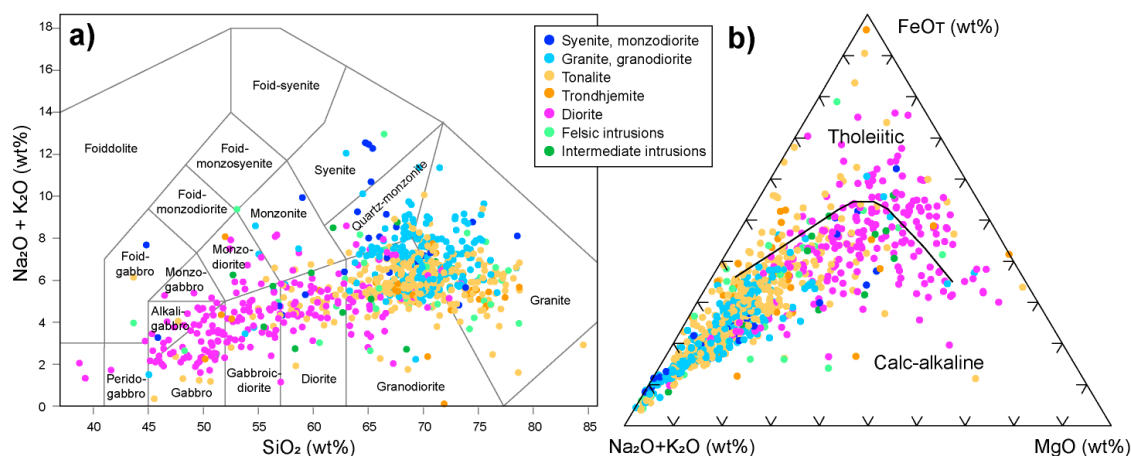 a)
Na₂O + K₂O (wt%)
18
16
14
12
10
8
6
4
2
0
40
45
50
55
60
65
70
75
80
85
SiO₂ (wt%)
Foid-syenite
Foiddolite
Foid-
monzosyenite
Syenite
Quartz-monzonite
Foid-
monzodiorite
Monzonite
Foid-
gabbro
Monzo-
diorite
Monzo-
gabbro
Alkali-
gabbro
Granite
Perido-
gabbro
Gabbro
Gabbroic-
diorite
Diorite
Granodiorite
Syenite, monzodiorite
Granite, granodiorite
Tonalite
Trondhjemite
Diorite
Felsic intrusions
Intermediate intrusions
b)
FeOT (wt%)
Tholeiitic
Calc-alkaline
Na₂O+K₂O (wt%)
MgO (wt%)